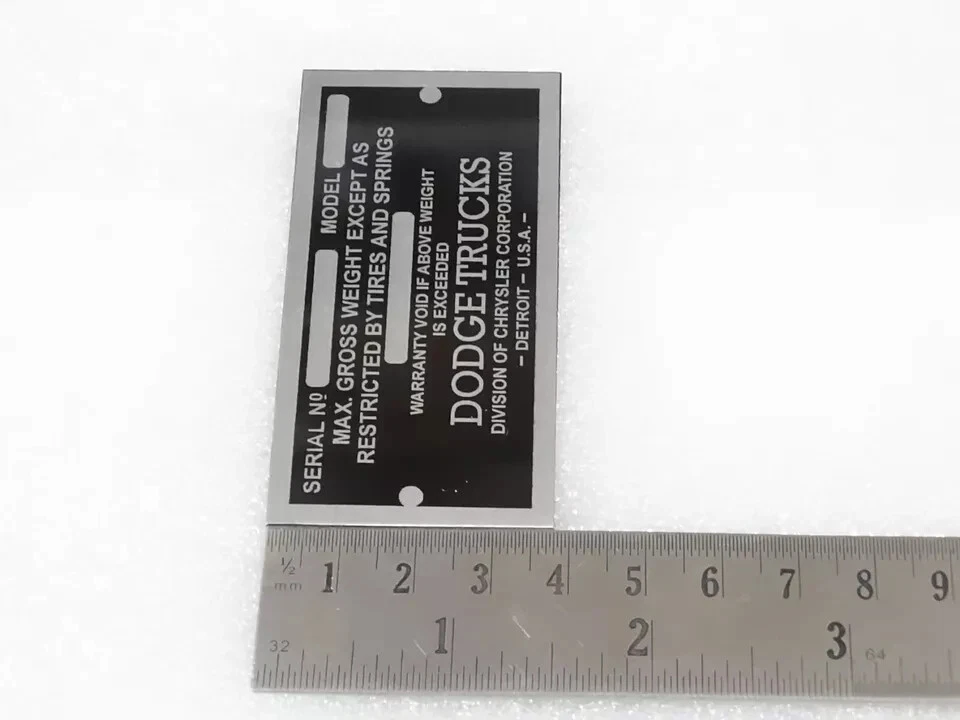 SERIAL Nº MODEL
MAX. GROSS WEIGHT EXCEPT AS
RESTRICTED BY TIRES AND SPRINGS
WARRANTY VOID IF ABOVE WEIGHT
IS EXCEEDED
DODGE TRUCKS
DIVISION OF CHRYSLER CORPORATION
– DETROIT – U.S.A. –
½ mm 1 2 3 4 5 6 7 8 9
1 2 3
32 64